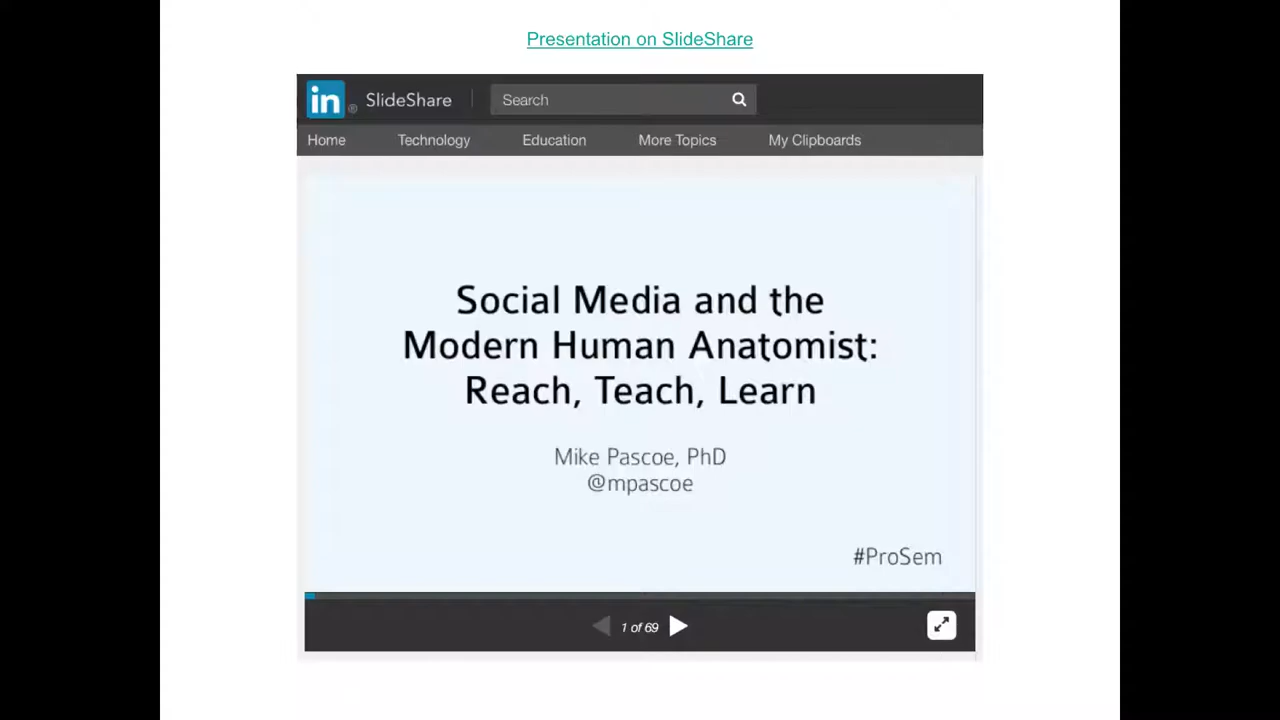 Presentation on SlideShare
in ® SlideShare Search
Home Technology Education More Topics My Clipboards
Social Media and the
Modern Human Anatomist:
Reach, Teach, Learn
Mike Pascoe, PhD
@mpascoe
#ProSem
1 of 69